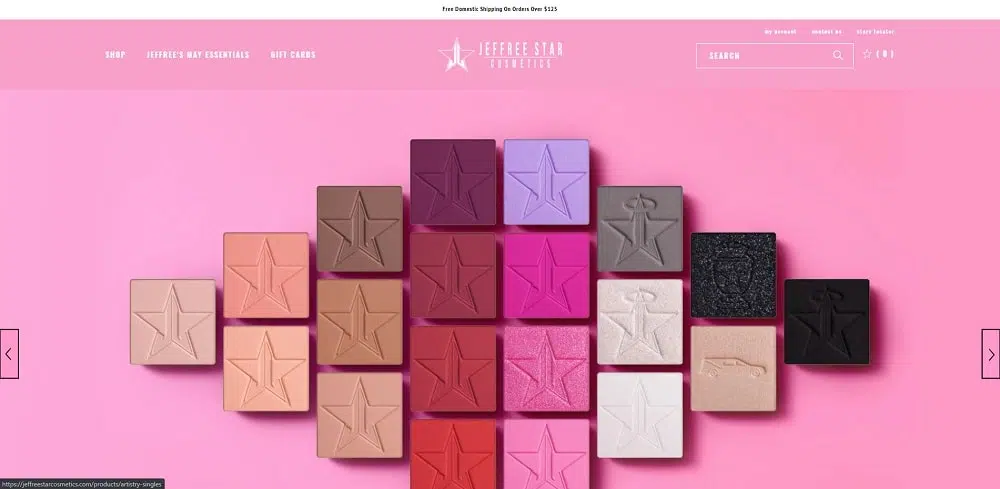 Free Domestic Shipping On Orders Over $125
my account contact us store locator
SHOP JEFFREE'S MAY ESSENTIALS GIFT CARDS
JEFFREE STAR
COSMETICS
SEARCH
( 0 )
https://jeffreestarcosmetics.com/products/artistry-singles